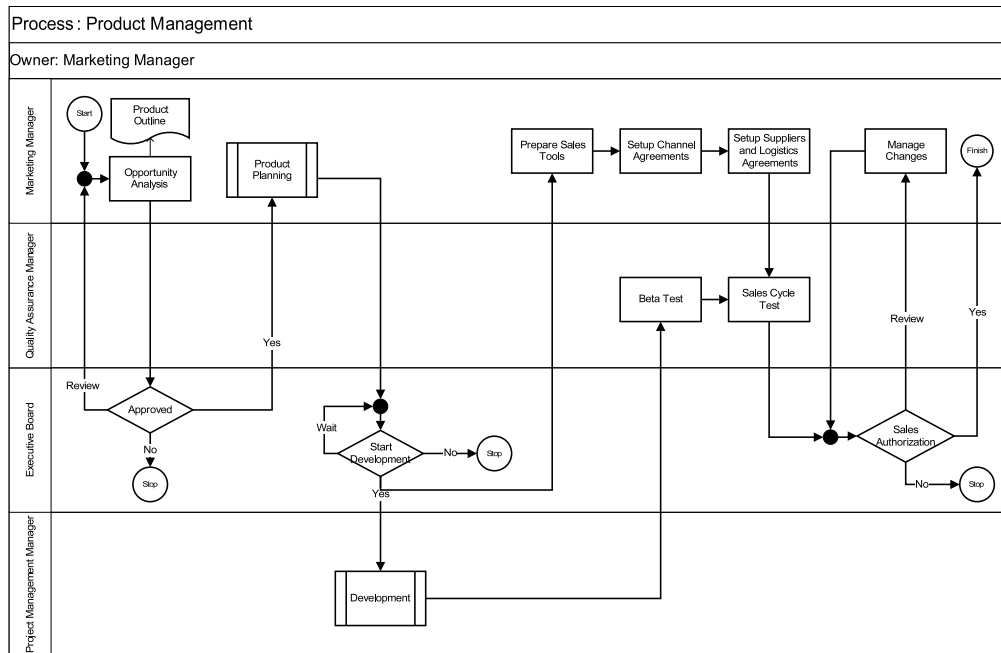 Process : Product Management
Owner: Marketing Manager
Marketing Manager
Start
Product
Outline
Opportunity
Analysis
Product
Planning
Prepare Sales
Tools
Setup Channel
Agreements
Setup Suppliers
and Logistics
Agreements
Manage
Changes
Finish
Quality Assurance Manager
Beta Test
Sales Cycle
Test
Review
Yes
Yes
Executive Board
Review
Approved
No
Stop
Wait
Start
Development
No
Stop
Yes
Sales
Authorization
No
Stop
Project Management Manager
Development